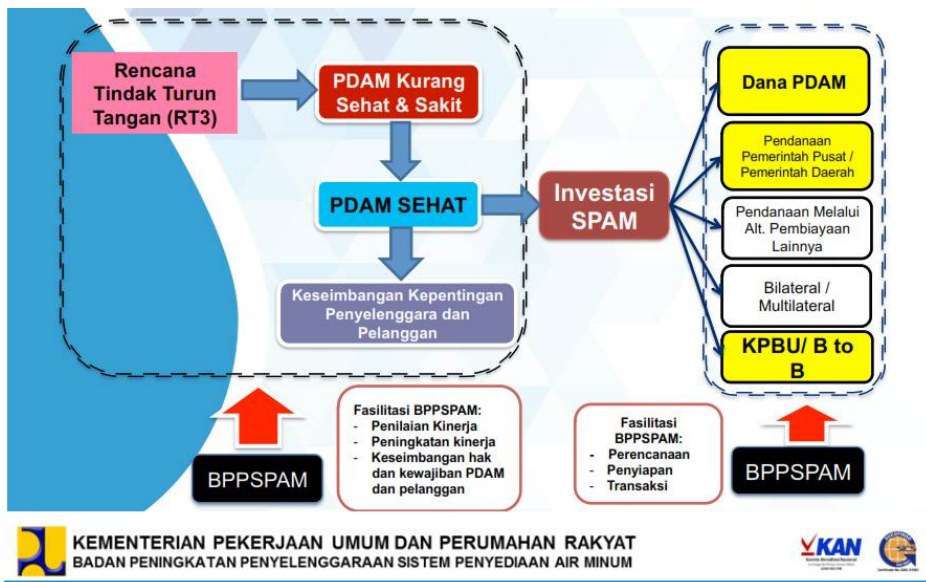 Rencana
Tindak Turun
Tangan (RT3)
PDAM Kurang
Sehat & Sakit
PDAM SEHAT
Keseimbangan Kepentingan
Penyelenggara dan
Pelanggan
Investasi
SPAM
Dana PDAM
Pendanaan
Pemerintah Pusat /
Pemerintah Daerah
Pendanaan Melalui
Alt. Pembiayaan
Lainnya
Bilateral /
Multilateral
KPBU/ B to
B
BPPSPAM
Fasilitasi BPPSPAM:
- Penilaian Kinerja
- Peningkatan kinerja
- Keseimbangan hak
dan kewajiban PDAM
dan pelanggan
Fasilitasi
BPPSPAM:
- Perencanaan
- Penyiapan
- Transaksi
BPPSPAM
KEMENTERIAN PEKERJAAN UMUM DAN PERUMAHAN RAKYAT
BADAN PENINGKATAN PENYELENGGARAAN SISTEM PENYEDIAAN AIR MINUM
KAN